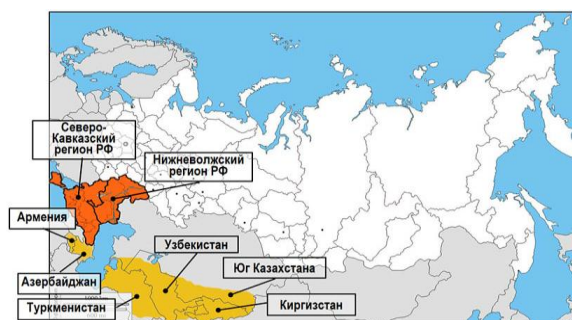 Северо-
Кавказский
регион РФ
Нижневолжский
регион РФ
Армения
Узбекистан
Юг Казахстана
Азербайджан
Туркменистан
Киргизстан